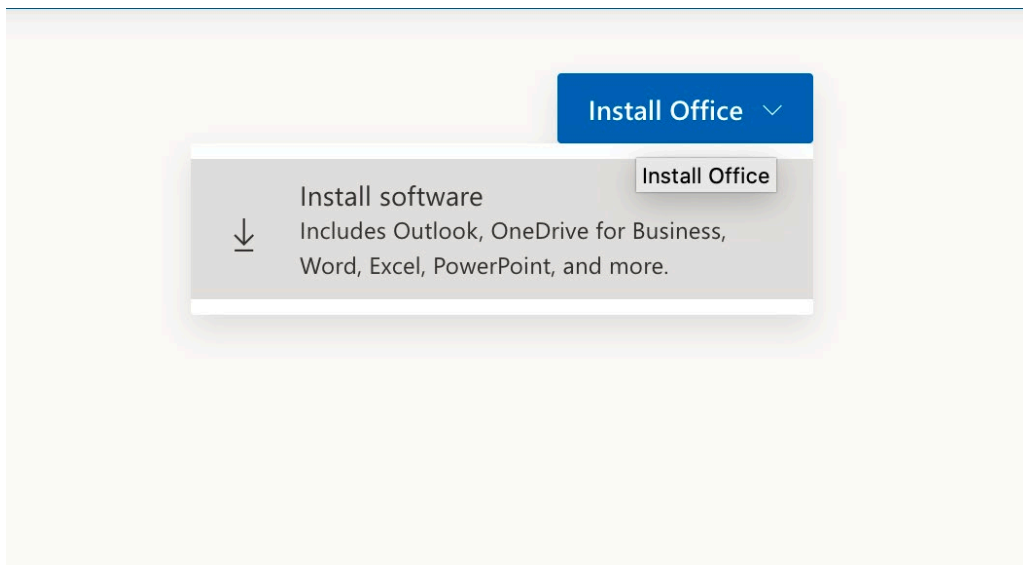 Install Office
Install Office
Install software
Includes Outlook, OneDrive for Business,
Word, Excel, PowerPoint, and more.